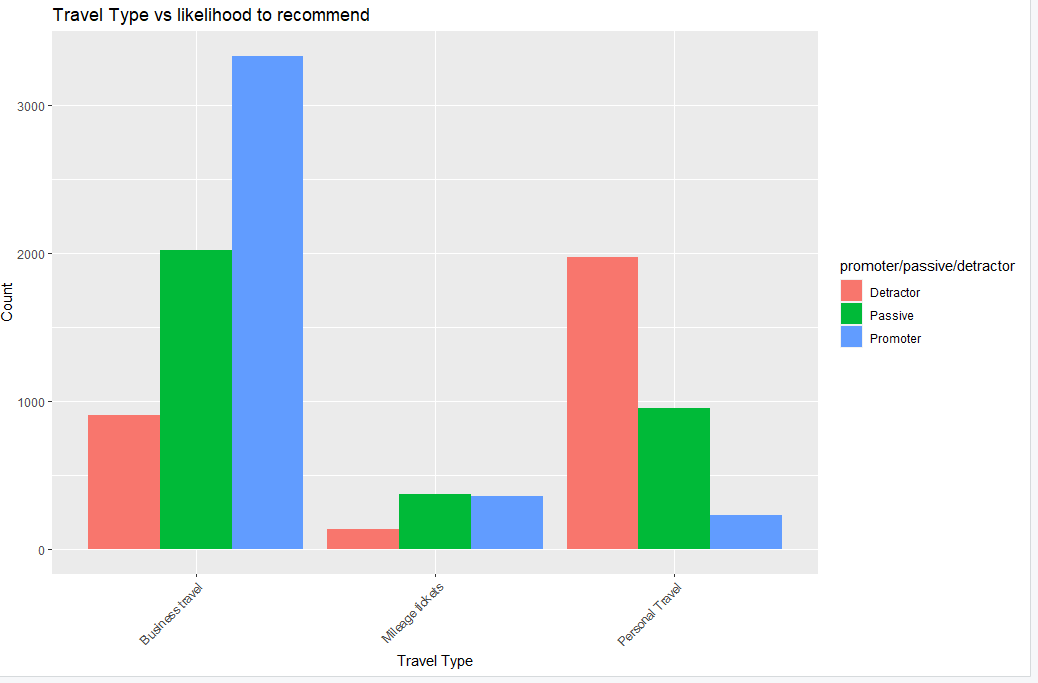 Travel Type vs likelihood to recommend
3000
2000
1000
0
Count
Business travel
Mileage tickets
Personal Travel
Travel Type
promoter/passive/detractor
Detractor
Passive
Promoter